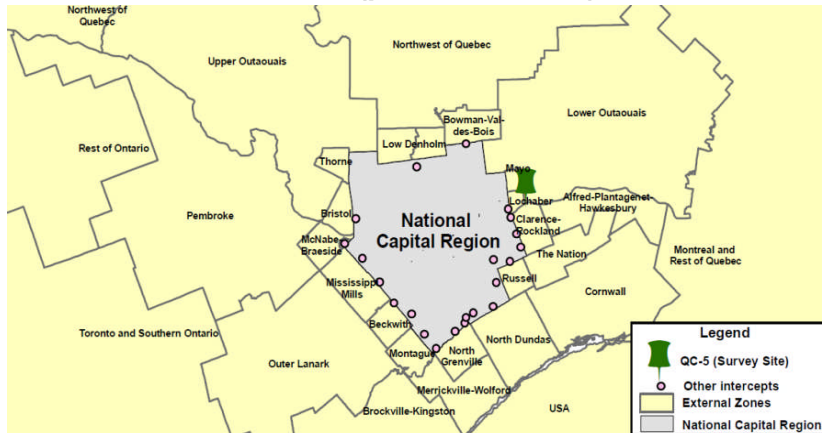 Northwest of
Quebec
Northwest of Quebec
Upper Outaouais
Lower Outaouais
Bowman-Val-
des-Bois
Low Denholm
Rest of Ontario
Thorne
Mayo
Lochaber
Alfred-Plantagenet-
Hawkesbury
Pembroke
Bristol
National
Capital Region
Clarence-
Rockland
McNabe-
Braeside
The Nation
Montreal and
Rest of Quebec
Mississippi
Mills
Russell
Cornwall
Toronto and Southern Ontario
Beckwith
North Dundas
Outer Lanark
Montague
North
Grenville
Merrickville-Wolford
Brockville-Kingston
USA
Legend
QC-5 (Survey Site)
Other intercepts
External Zones
National Capital Region